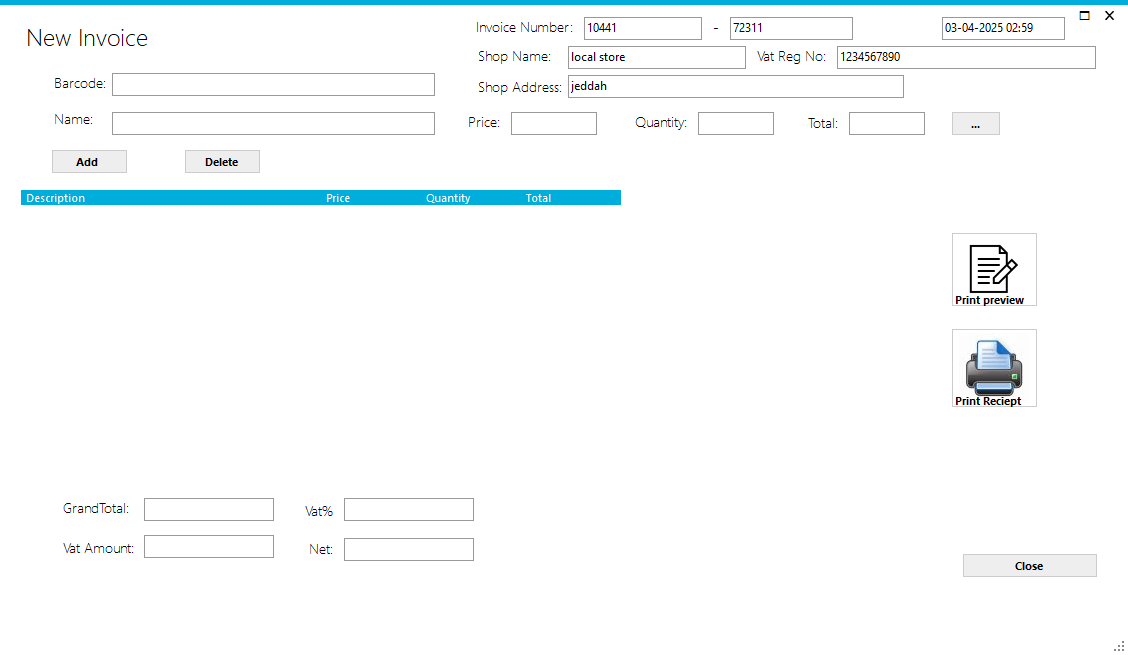 New Invoice
Invoice Number: 10441 - 72311 03-04-2025 02:59
Shop Name: local store Vat Reg No: 1234567890
Barcode: Shop Address: jeddah
Name: Price: Quantity: Total: ...
Add Delete
Description Price Quantity Total
Print preview
Print Reciept
GrandTotal: Vat%
Vat Amount: Net:
Close